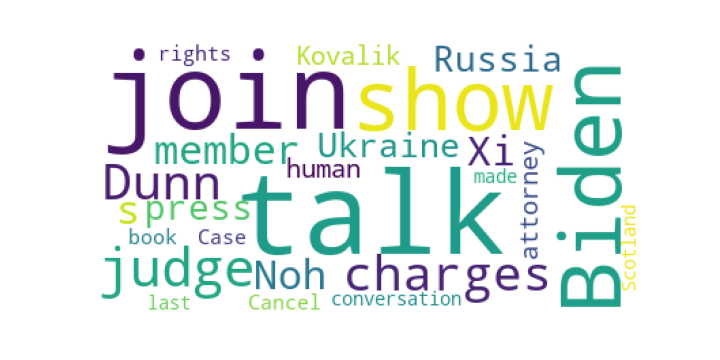 rights
Kovalik
Russia
join
show
Biden
member
Ukraine
Xi
human
made
attorney
Dunn
talk
s
press
Scotland
book
Case
judge
Noh
charges
last
Cancel
conversation